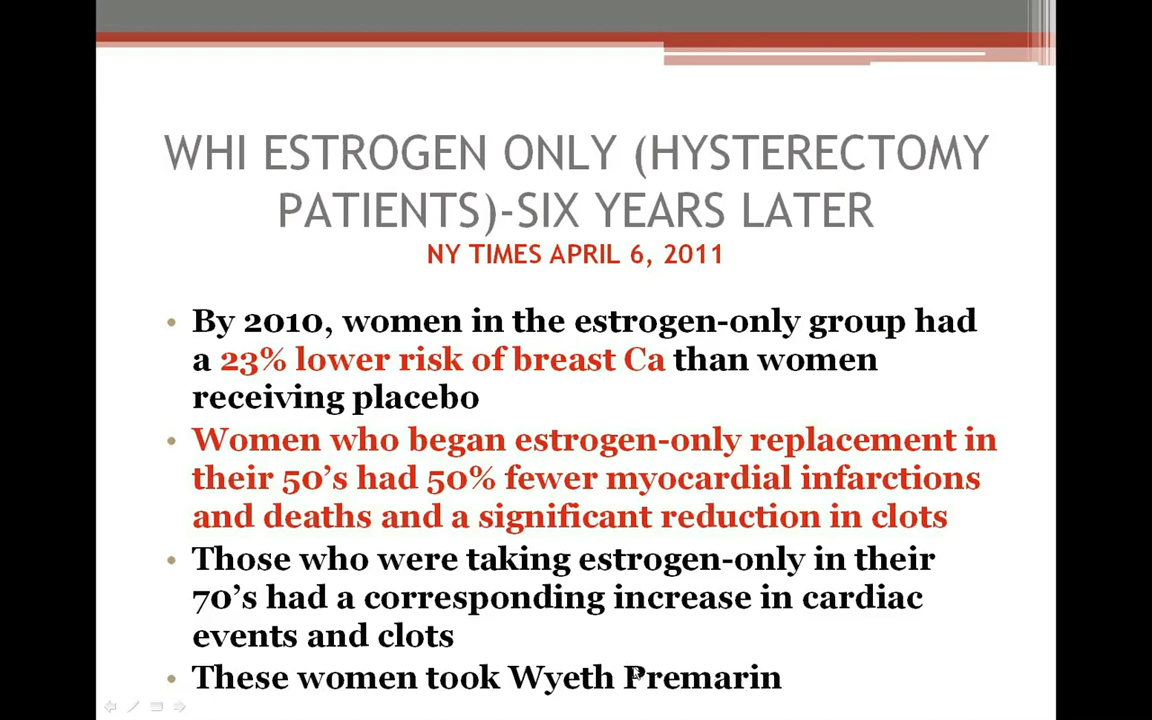 WHI ESTROGEN ONLY (HYSTERECTOMY
PATIENTS)-SIX YEARS LATER
NY TIMES APRIL 6, 2011
• By 2010, women in the estrogen-only group had
a 23% lower risk of breast Ca than women
receiving placebo
• Women who began estrogen-only replacement in
their 50's had 50% fewer myocardial infarctions
and deaths and a significant reduction in clots
• Those who were taking estrogen-only in their
70's had a corresponding increase in cardiac
events and clots
• These women took Wyeth Premarin